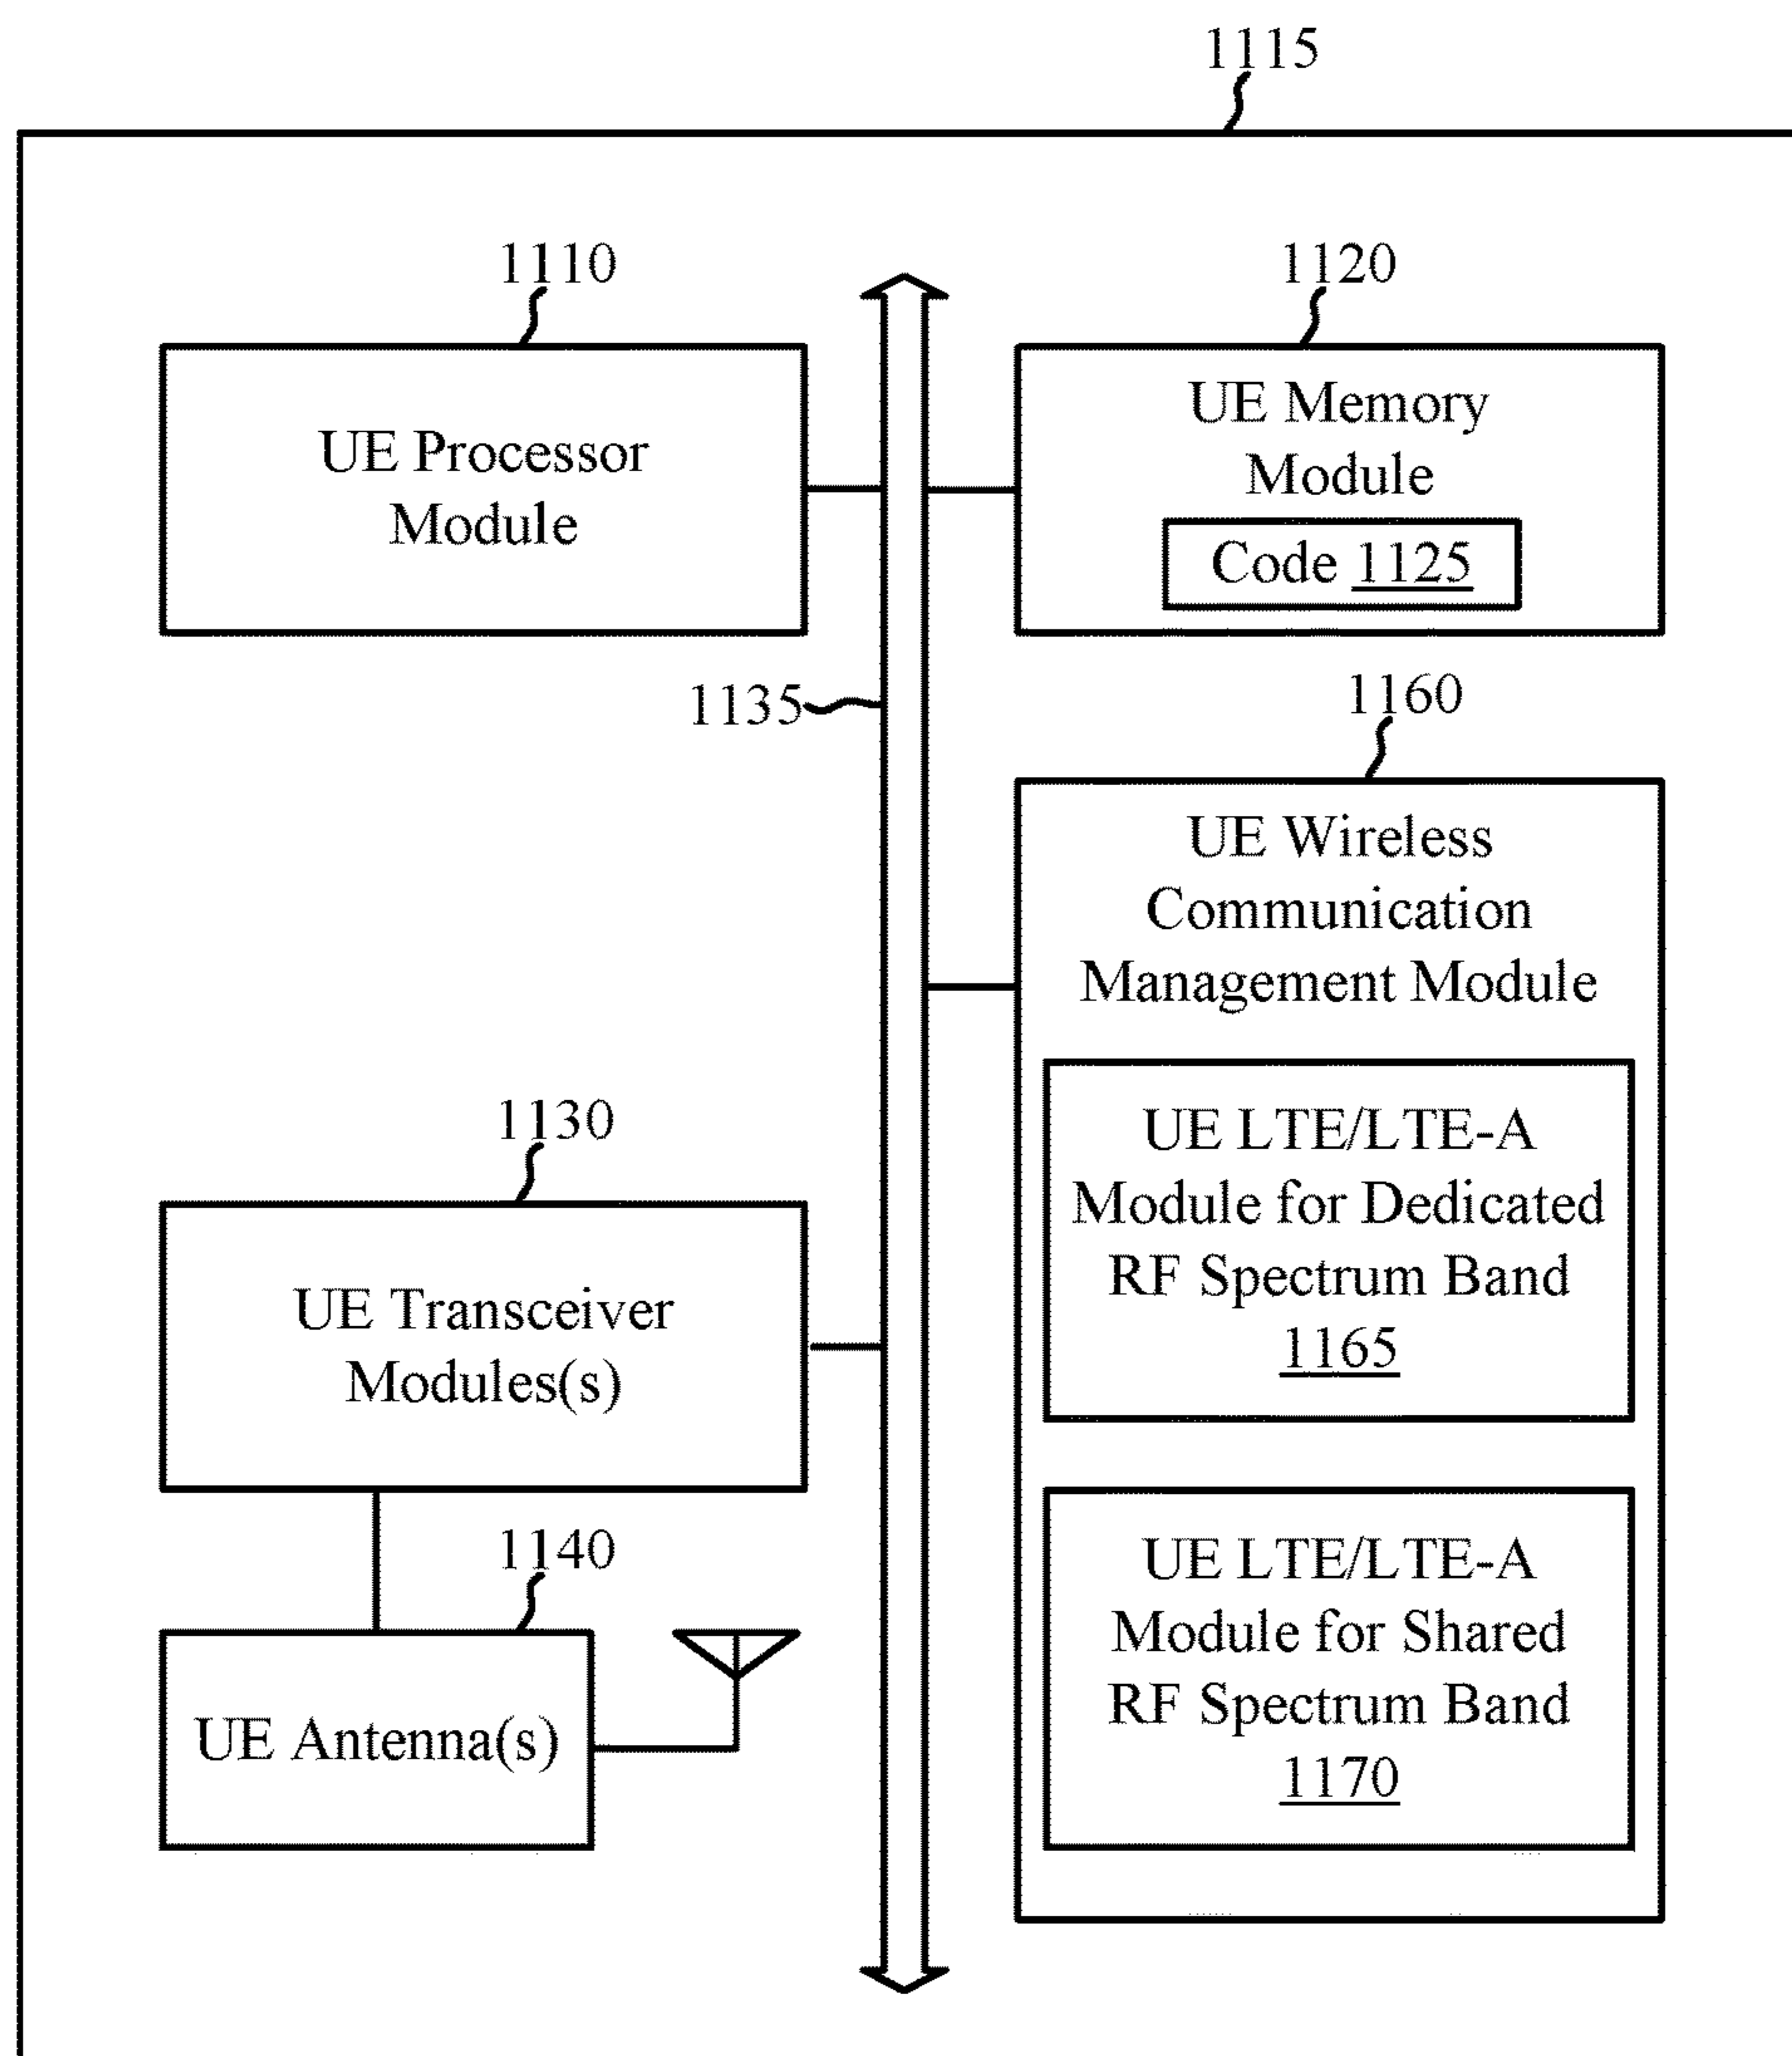 1115
1110
1120
UE Processor
Module
UE Memory
Module
Code 1125
1135
1160
UE Wireless
Communication
Management Module
UE LTE/LTE-A
Module for Dedicated
RF Spectrum Band
1165
1130
UE Transceiver
Modules(s)
1140
UE Antenna(s)
UE LTE/LTE-A
Module for Shared
RF Spectrum Band
1170